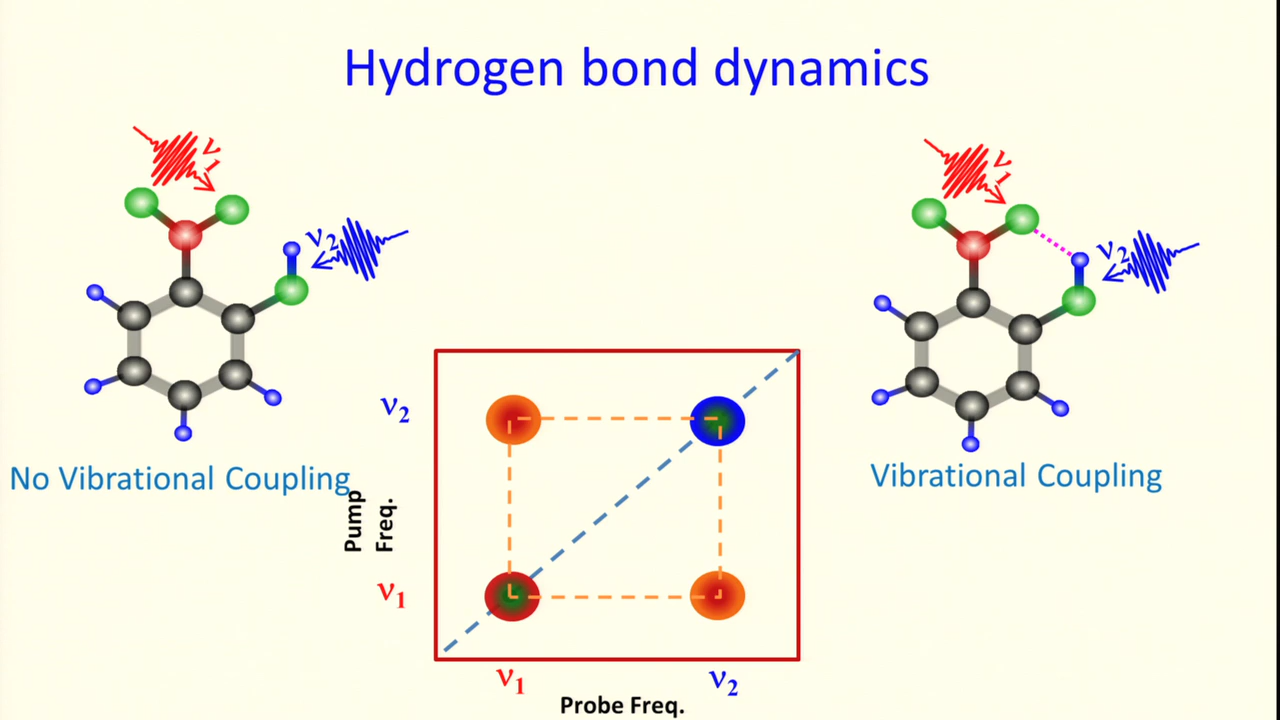 Hydrogen bond dynamics
ν1
ν2
ν1
ν2
No Vibrational Coupling
Vibrational Coupling
Pump
Freq.
ν2
ν1
ν1
ν2
Probe Freq.